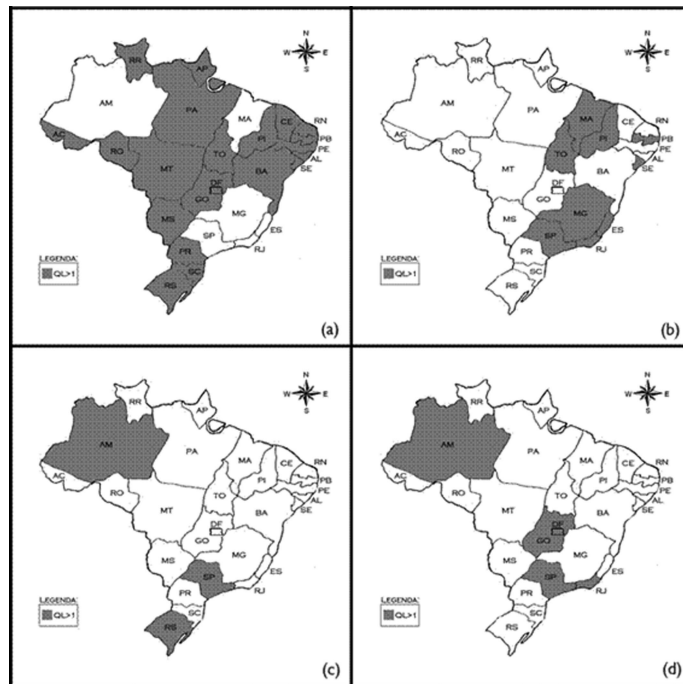 N
W E
S
RR
AP
AM
PA
MA
CE
RN
PB
PE
AL
SE
PI
AC
RO
TO
MT
BA
DF
GO
MG
MS
ES
SP
RJ
PR
SC
RS
LEGENDA:
QL>1
(a)
N
W E
S
RR
AP
AM
PA
MA
CE
RN
PB
PE
AL
SE
PI
AC
RO
TO
MT
BA
DF
GO
MG
MS
ES
SP
RJ
PR
SC
RS
LEGENDA:
QL>1
(b)
N
W E
S
RR
AP
AM
PA
MA
CE
RN
PB
PE
AL
SE
PI
AC
RO
TO
MT
BA
DF
GO
MG
MS
ES
SP
RJ
PR
SC
RS
LEGENDA:
QL>1
(c)
N
W E
S
RR
AP
AM
PA
MA
CE
RN
PB
PE
AL
SE
PI
AC
RO
TO
MT
BA
DF
GO
MG
MS
ES
SP
RJ
PR
SC
RS
LEGENDA:
QL>1
(d)